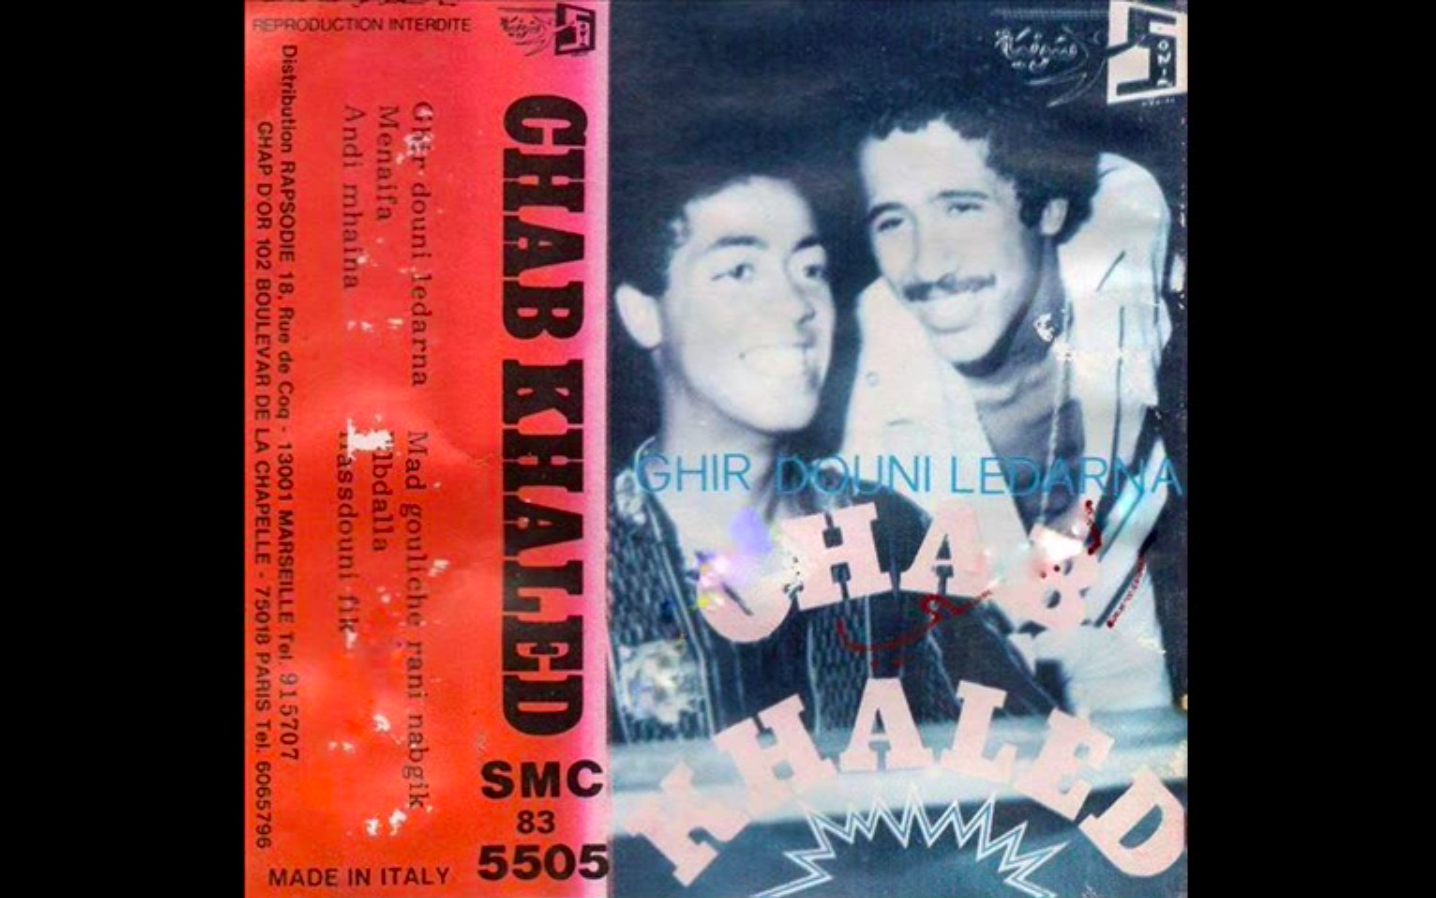 REPRODUCTION INTERDITE
Distribution RAPSODIE 18, Rue de Coq - 13001 MARSEILLE Tel. 915707
CHAP D'OR 102 BOULEVAR DE LA CHAPELLE - 75018 PARIS Tel. 6065796
Ghir douni ledarna
Menaifa
Andi mhaina
Mad gouliche rani nabgik
fik
MADE IN ITALY
CHAB KHALED
SMC
83
5505
SONIA
GHIR DOUNI LEDARNA
CHAB
KHALED